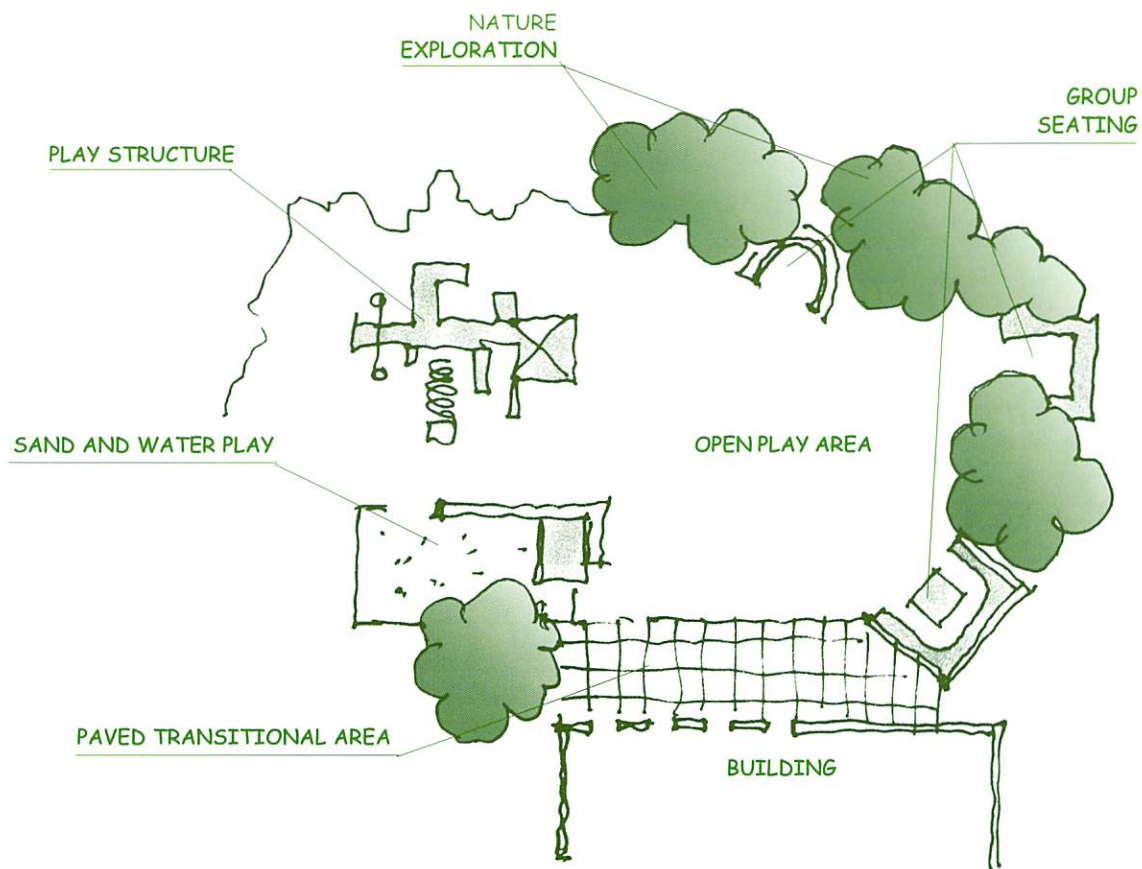 NATURE
EXPLORATION
GROUP
SEATING
PLAY STRUCTURE
SAND AND WATER PLAY
OPEN PLAY AREA
PAVED TRANSITIONAL AREA
BUILDING